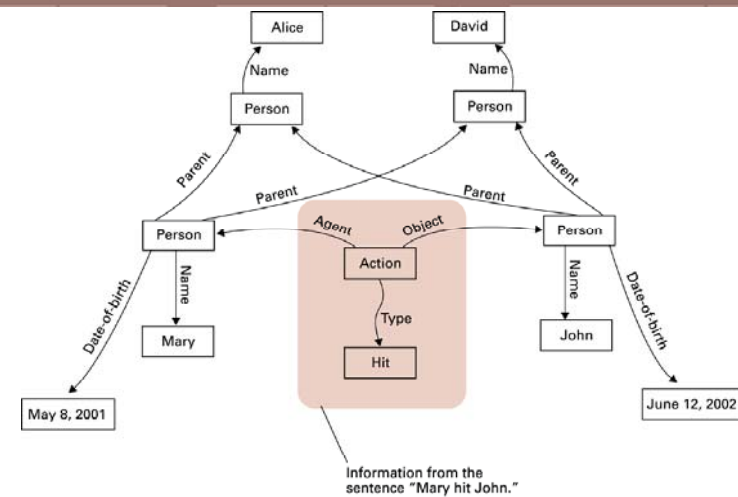 Alice
David
Name
Name
Person
Person
Parent
Parent
Parent
Parent
Person
Agent
Object
Person
Action
Date-of-birth
Name
Type
Name
Date-of-birth
Mary
Hit
John
May 8, 2001
June 12, 2002
Information from the
sentence "Mary hit John."